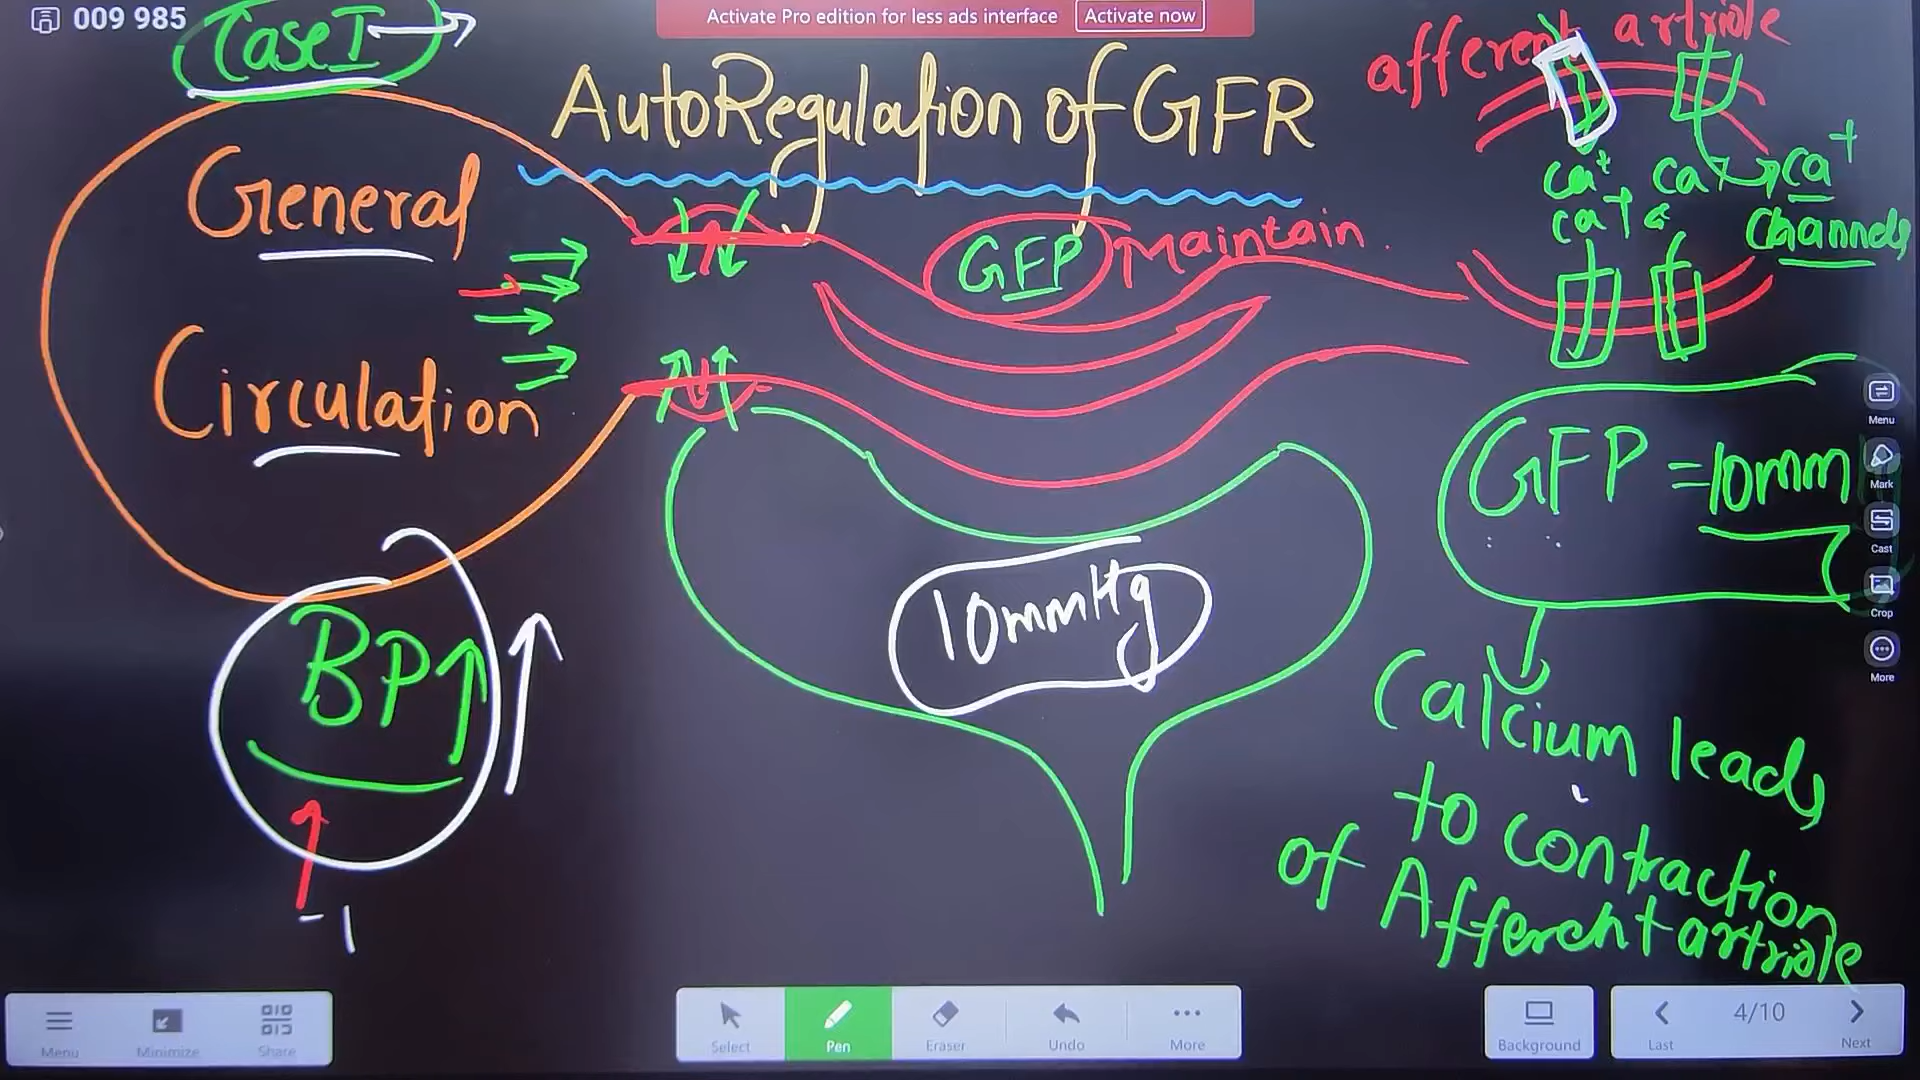 009 985
Activate Pro edition for less ads interface
Activate now
Case I
AutoRegulation of GFR
afferent artriole
General
Circulation
GFP Maintain
Ca+ Ca+ Ca+
Ca+
Channels
GFP = 10mm
10mmHg
BP↑
Calcium leads
to contraction
of Afferent artriole
Menu
Mark
Cast
Crop
More
Menu
Minimize
Share
Select
Pen
Eraser
Undo
More
Background
Last
4/10
Next